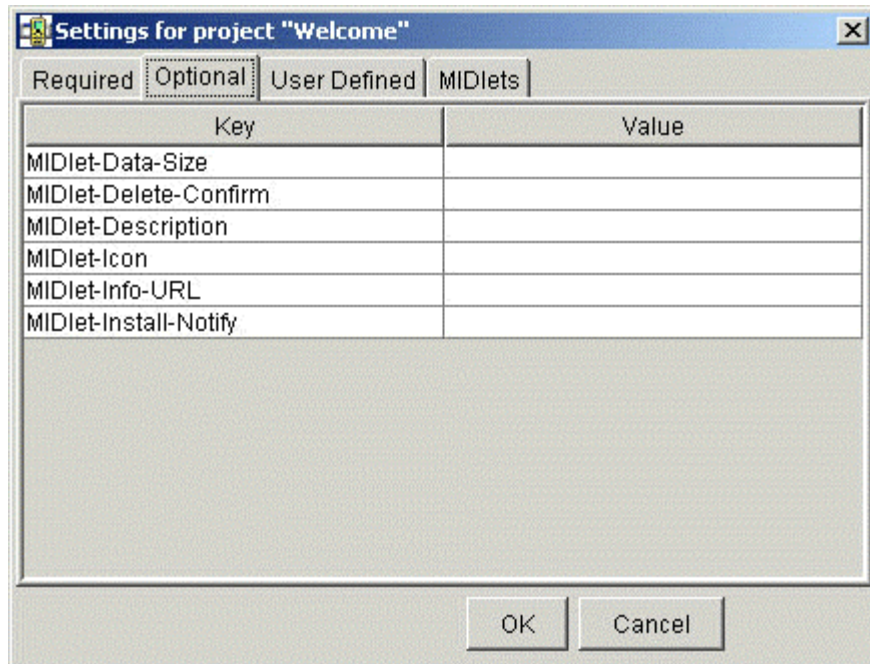 Settings for project "Welcome"
Required Optional User Defined MIDlets
Key Value
MIDlet-Data-Size
MIDlet-Delete-Confirm
MIDlet-Description
MIDlet-Icon
MIDlet-Info-URL
MIDlet-Install-Notify
OK Cancel